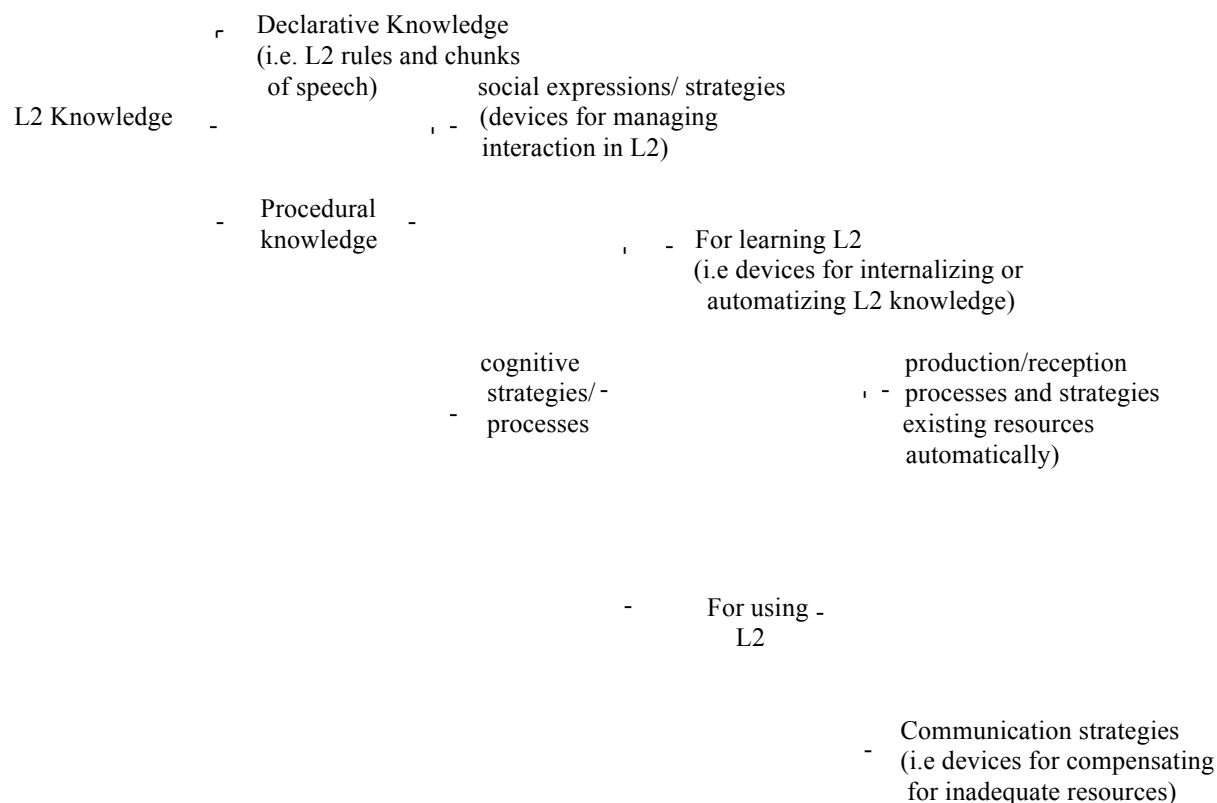 Declarative Knowledge
(i.e. L2 rules and chunks
of speech)
social expressions/ strategies
(devices for managing
interaction in L2)
L2 Knowledge
Procedural
knowledge
For learning L2
(i.e devices for internalizing or
automatizing L2 knowledge)
cognitive
strategies/
processes
production/reception
processes and strategies
existing resources
automatically)
For using
L2
Communication strategies
(i.e devices for compensating
for inadequate resources)